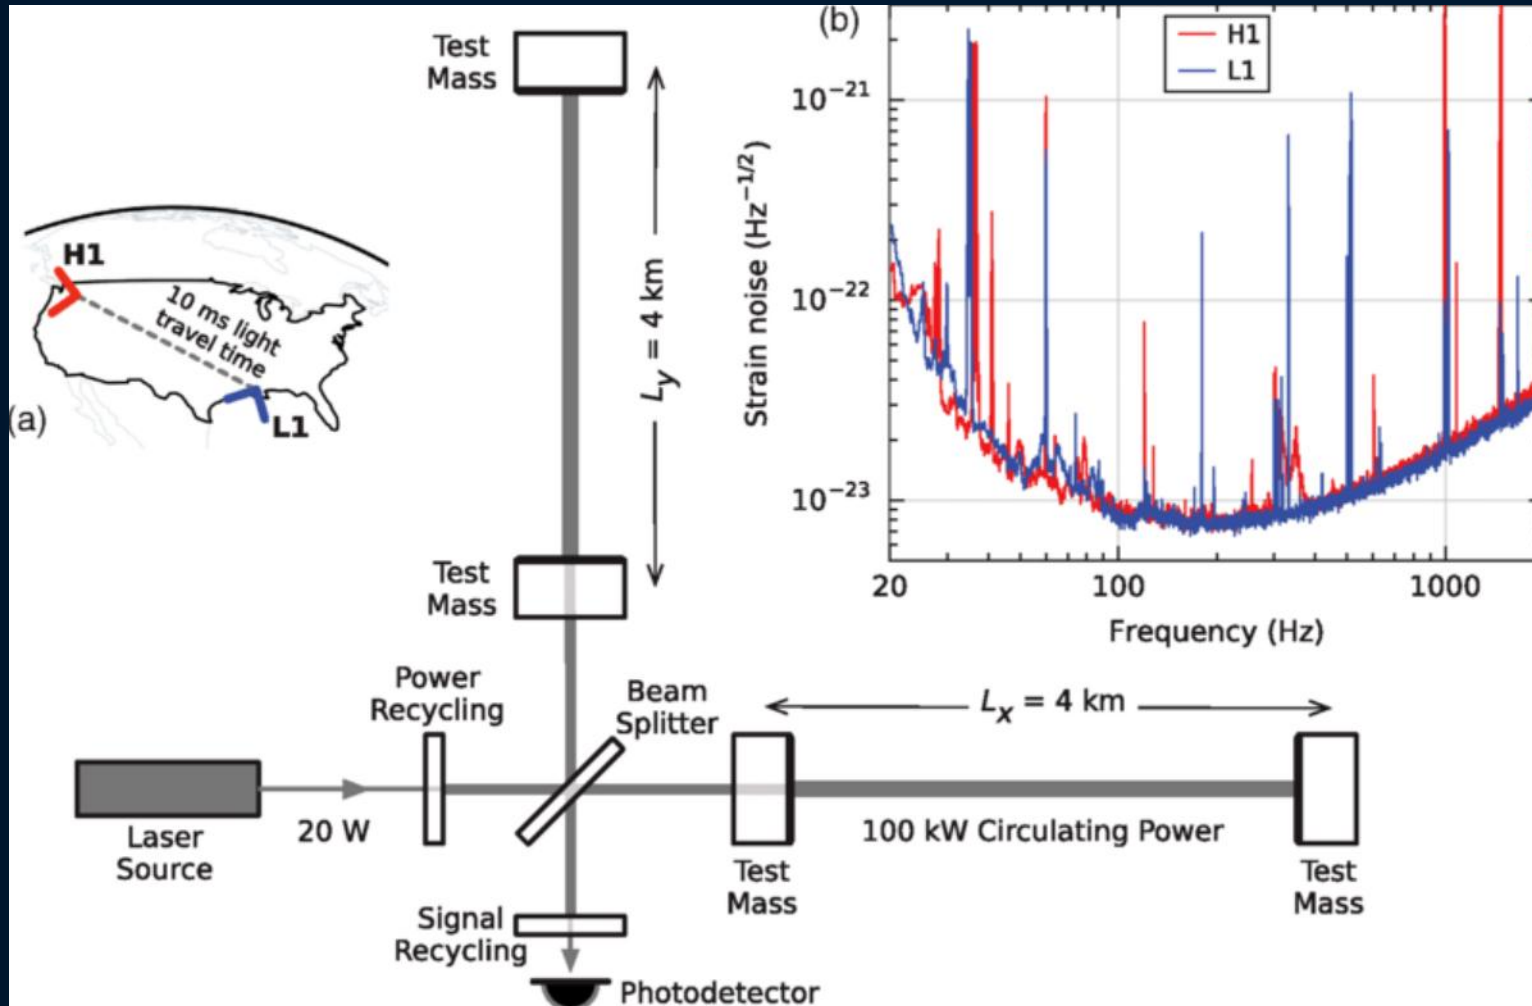 Test
Mass
(b)
H1
L1
10⁻²¹
10⁻²²
10⁻²³
Strain noise (Hz⁻¹/²)
20
100
1000
Frequency (Hz)
H1
10 ms light
travel time
L1
(a)
Ly = 4 km
Test
Mass
Power
Recycling
Beam
Splitter
Lx = 4 km
Laser
Source
20 W
100 kW Circulating Power
Test
Mass
Test
Mass
Signal
Recycling
Photodetector